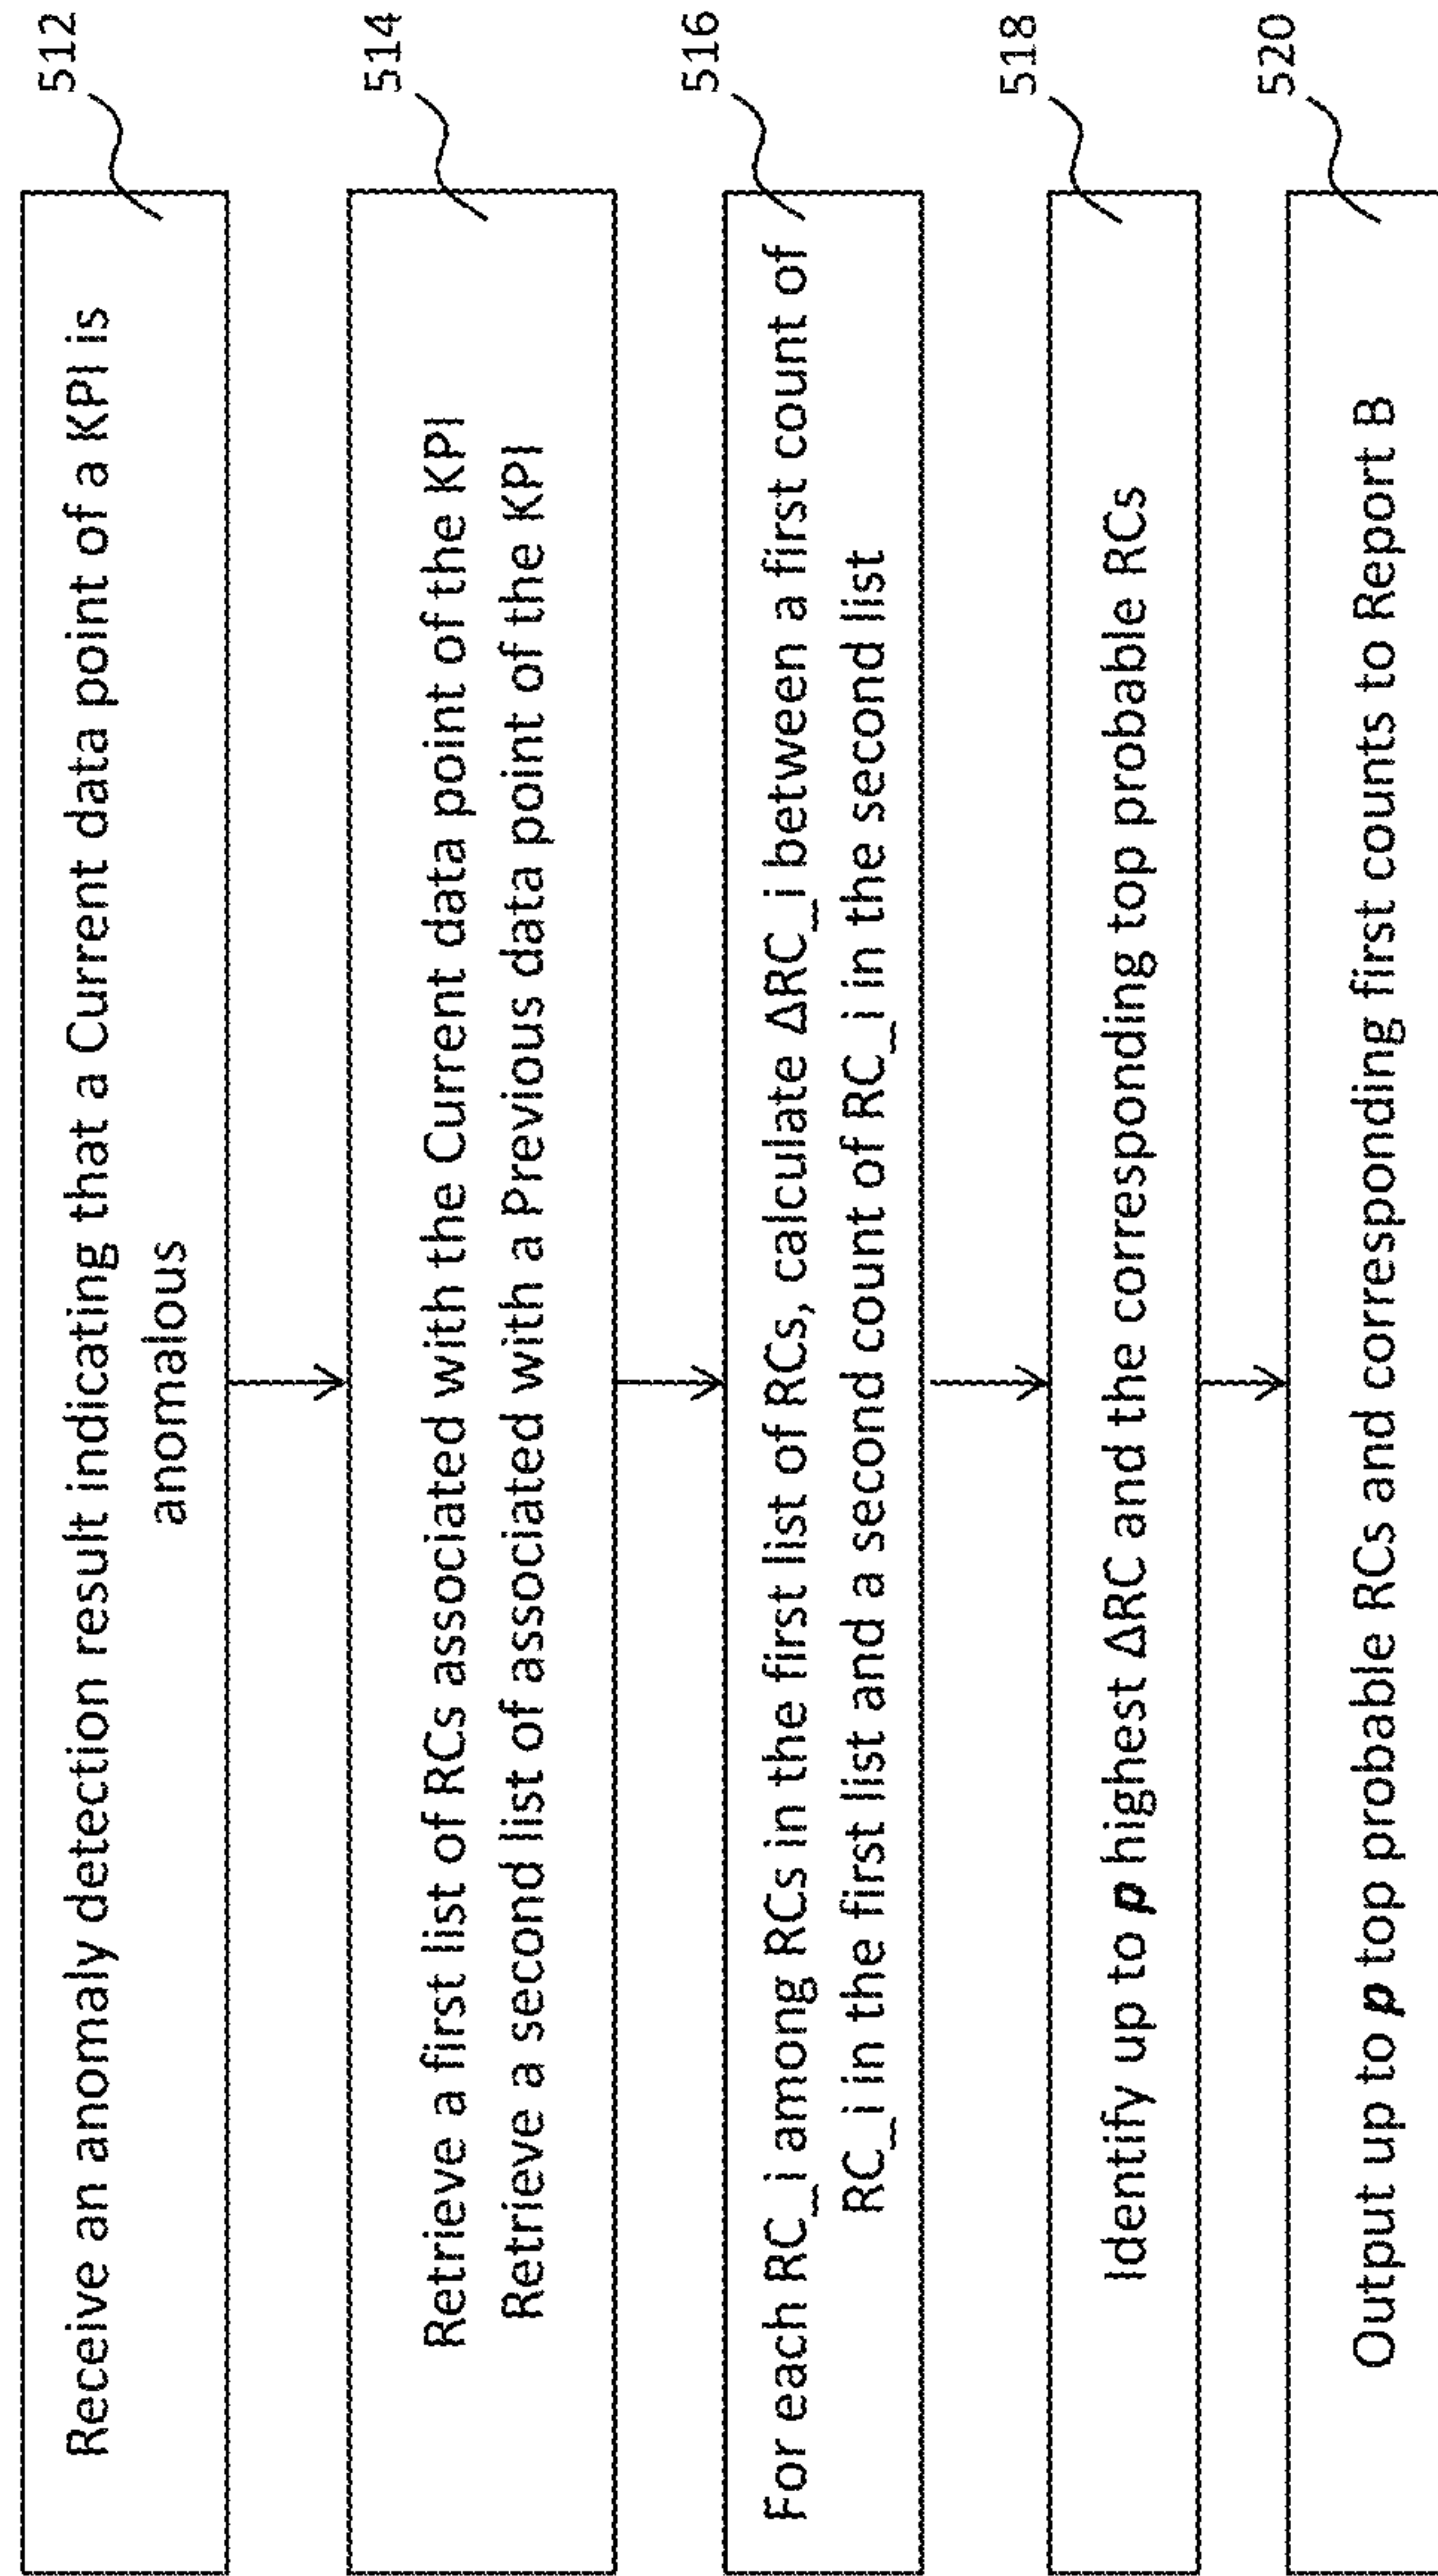 512
Receive an anomaly detection result indicating that a Current data point of a KPI is
anomalous
514
Retrieve a first list of RCs associated with the Current data point of the KPI
Retrieve a second list of associated with a Previous data point of the KPI
516
For each RC_i among RCs in the first list of RCs, calculate ΔRC_i between a first count of
RC_i in the first list and a second count of RC_i in the second list
518
Identify up to p highest ΔRC and the corresponding top probable RCs
520
Output up to p top probable RCs and corresponding first counts to Report B